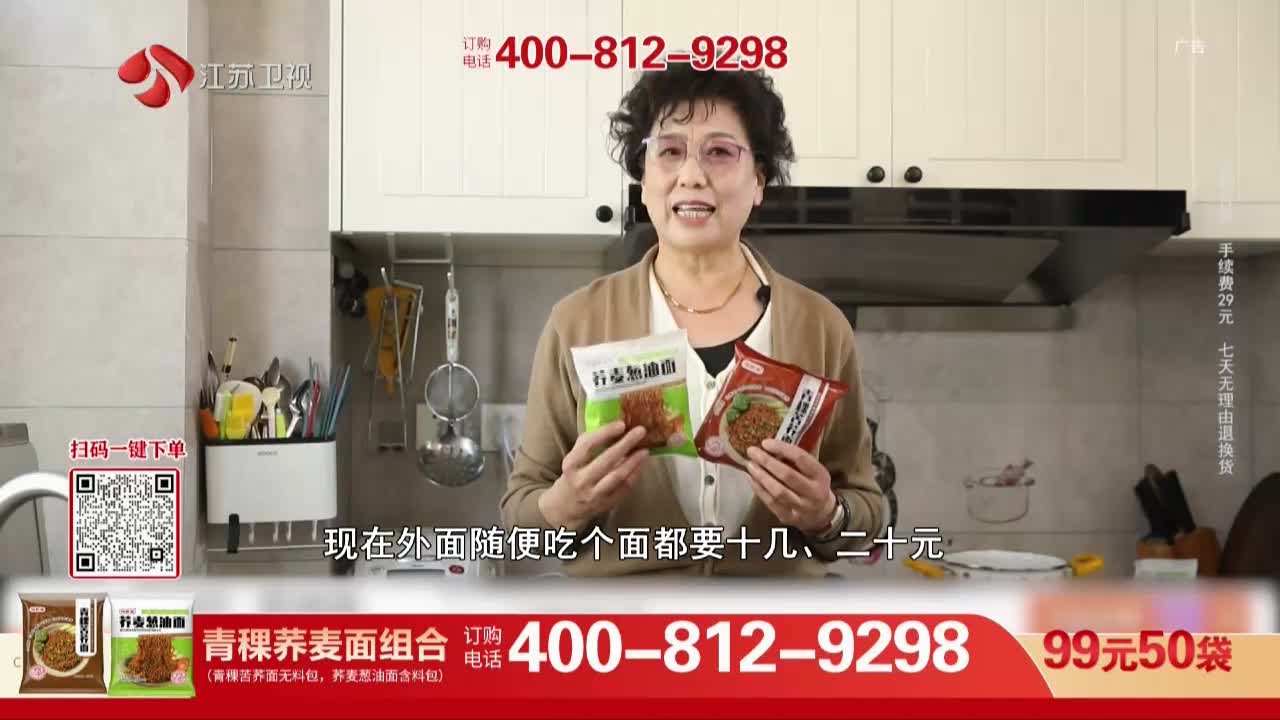 订购电话 400-812-9298
广告
江苏卫视
手续费29元 七天无理由退换货
荞麦葱油面
扫码一键下单
现在外面随便吃个面都要十几、二十元
荞麦葱油面
青稞荞麦面组合
(青稞苦荞面无料包，荞麦葱油面含料包)
订购电话 400-812-9298
99元50袋